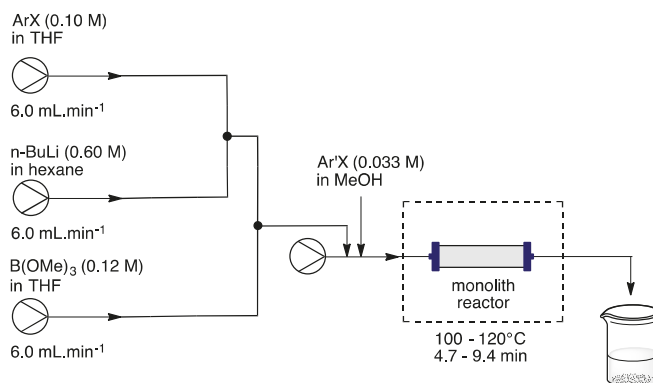 ArX (0.10 M)
in THF
6.0 mL.min-1
n-BuLi (0.60 M)
in hexane
6.0 mL.min-1
B(OMe)3 (0.12 M)
in THF
6.0 mL.min-1
Ar'X (0.033 M)
in MeOH
monolith
reactor
100 - 120°C
4.7 - 9.4 min